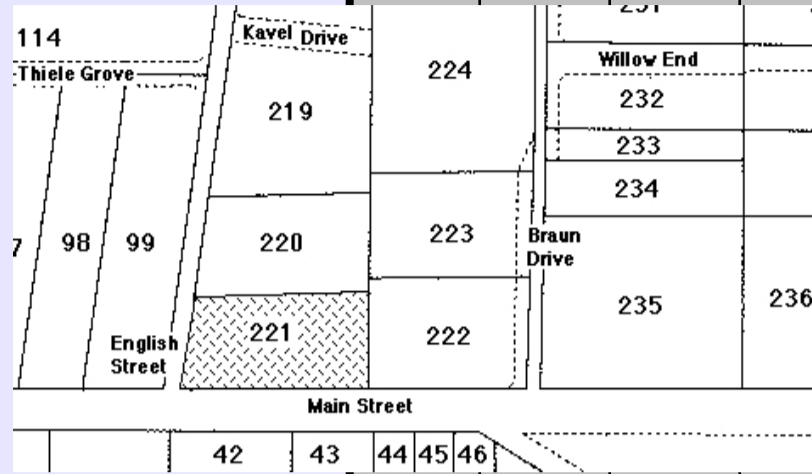 114
Kavel Drive
Thiele Grove
Willow End
224
232
219
233
234
98
99
220
223
Braun
Drive
235
236
221
222
English
Street
Main Street
42
43
44
45
46